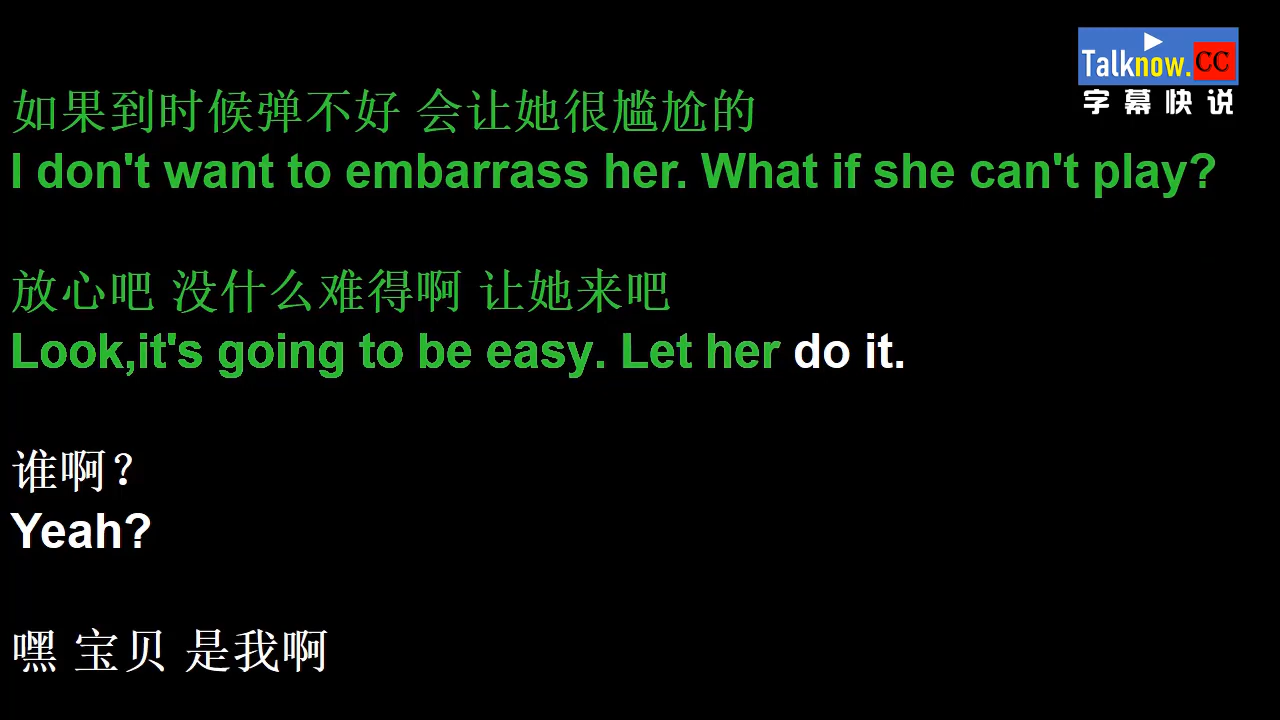 Talknow.CC
字幕快说
如果到时候弹不好 会让她很尴尬的
I don't want to embarrass her. What if she can't play?
放心吧 没什么难得啊 让她来吧
Look,it's going to be easy. Let her do it.
谁啊？
Yeah?
嘿 宝贝 是我啊